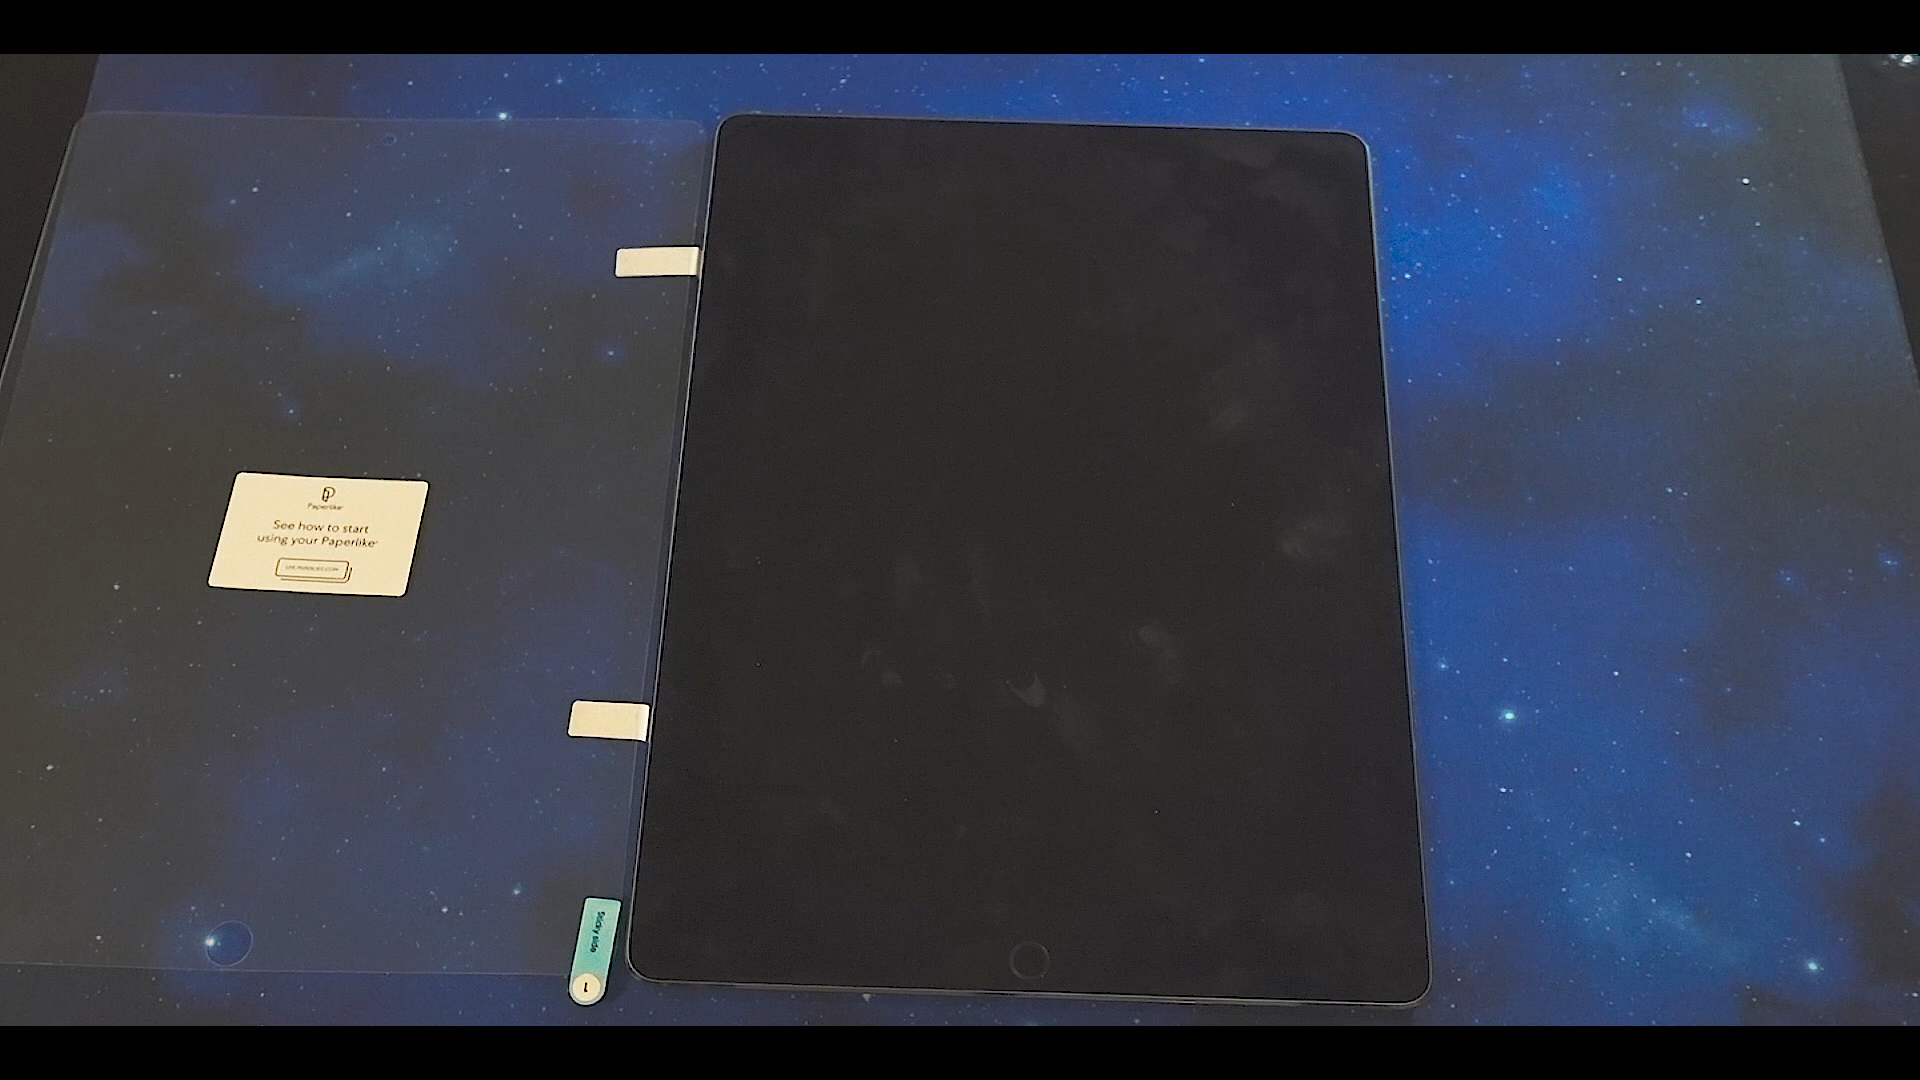 Paperlike
See how to start
using your Paperlike
Sticky side
1